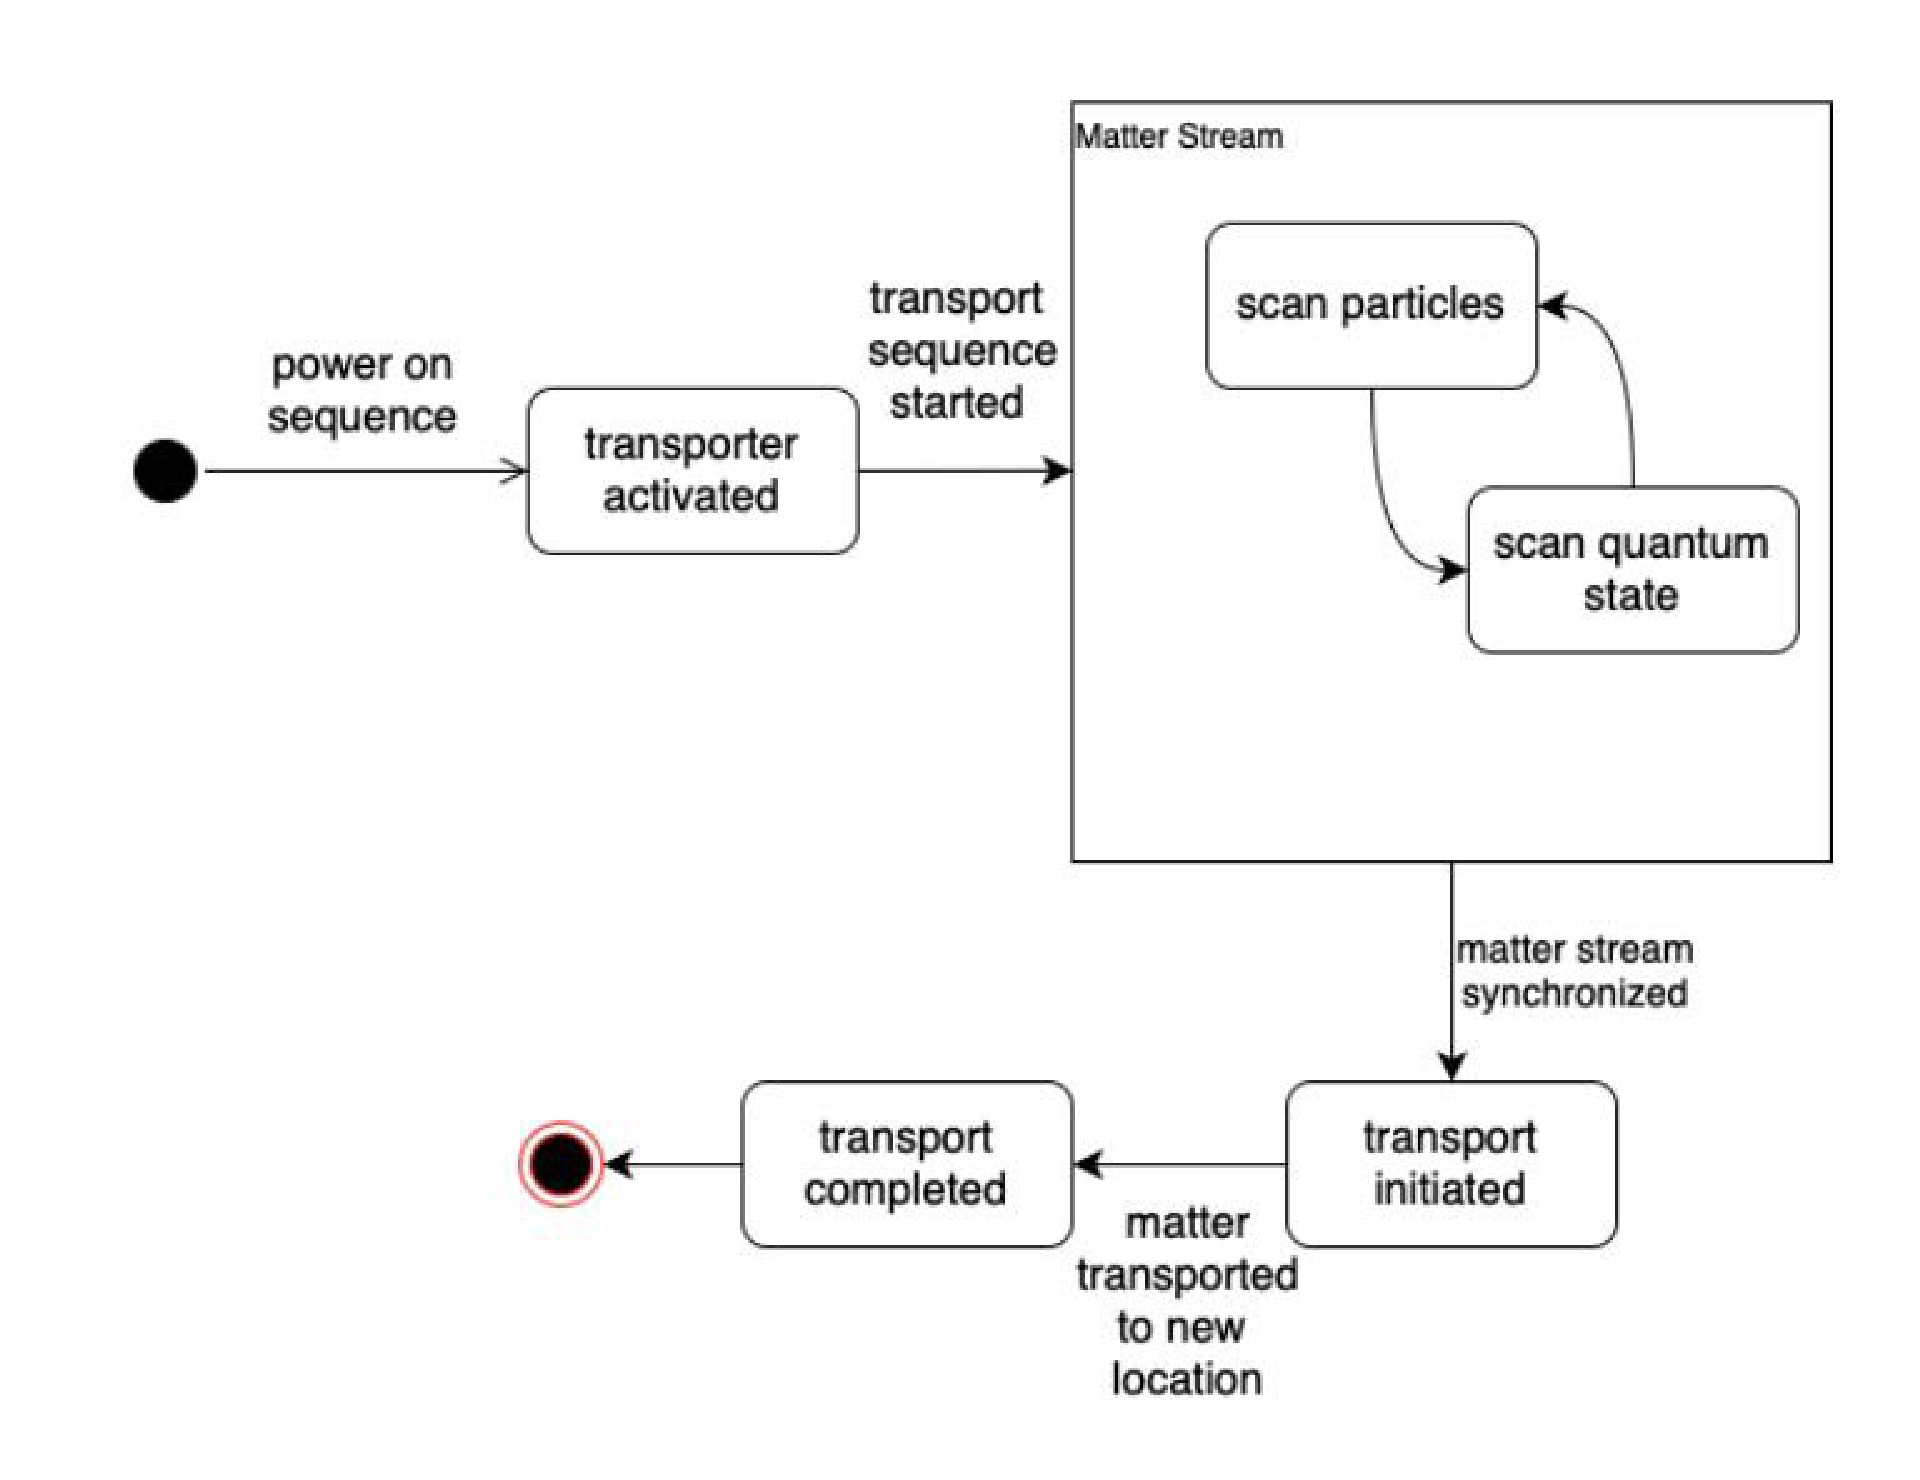 Matter Stream
scan particles
transport
sequence
started
power on
sequence
transporter
activated
scan quantum
state
matter stream
synchronized
transport
initiated
transport
completed
matter
transported
to new
location